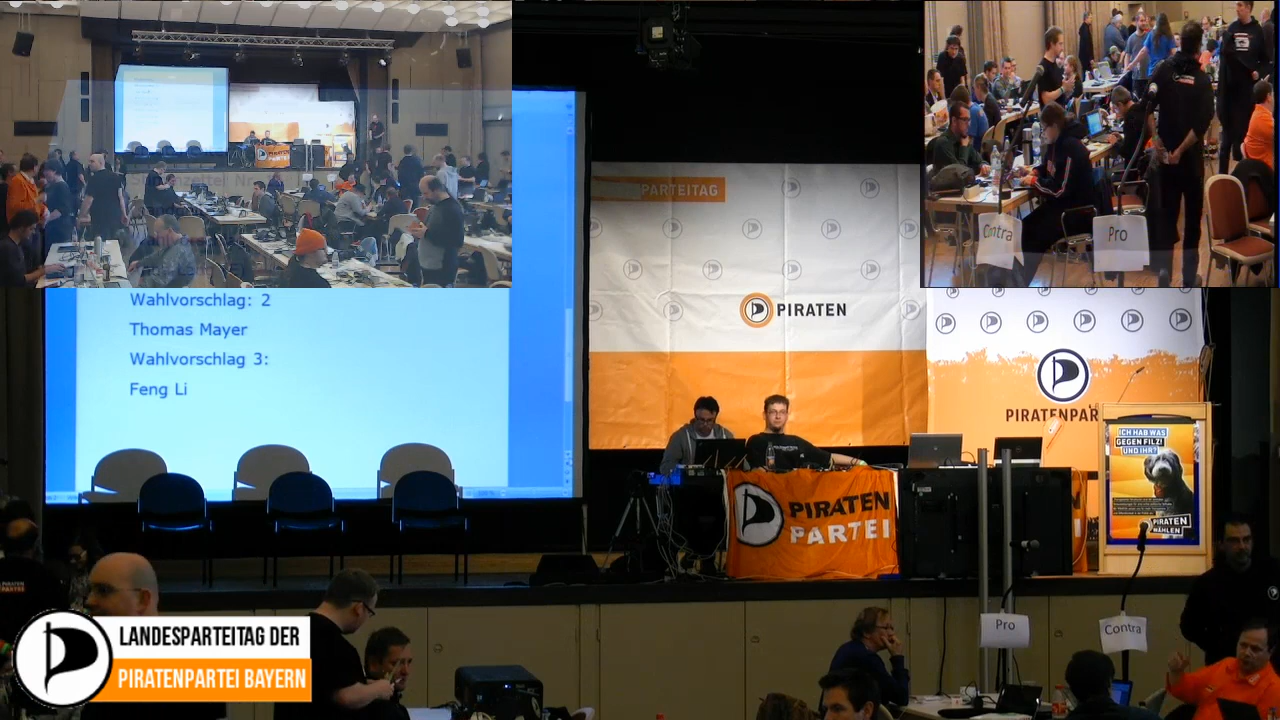 Contra
Pro
Wahlvorschlag: 2
Thomas Mayer
Wahlvorschlag 3:
Feng Li
PARTEITAG
PIRATEN
PIRATENPAR
ICH HAB WAS
GEGEN FILZ!
UND IHR?
PIRATEN
WÄHLEN
PIRATEN
PARTEI
Pro
Contra
LANDESPARTEITAG DER
PIRATENPARTEI BAYERN